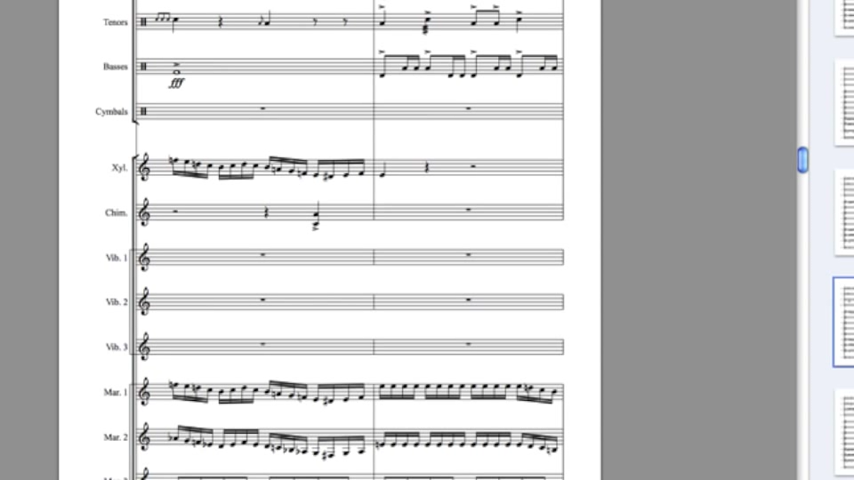 Tenors
Basses
fff
Cymbals
Xyl.
Chim.
Vib. 1
Vib. 2
Vib. 3
Mar. 1
Mar. 2